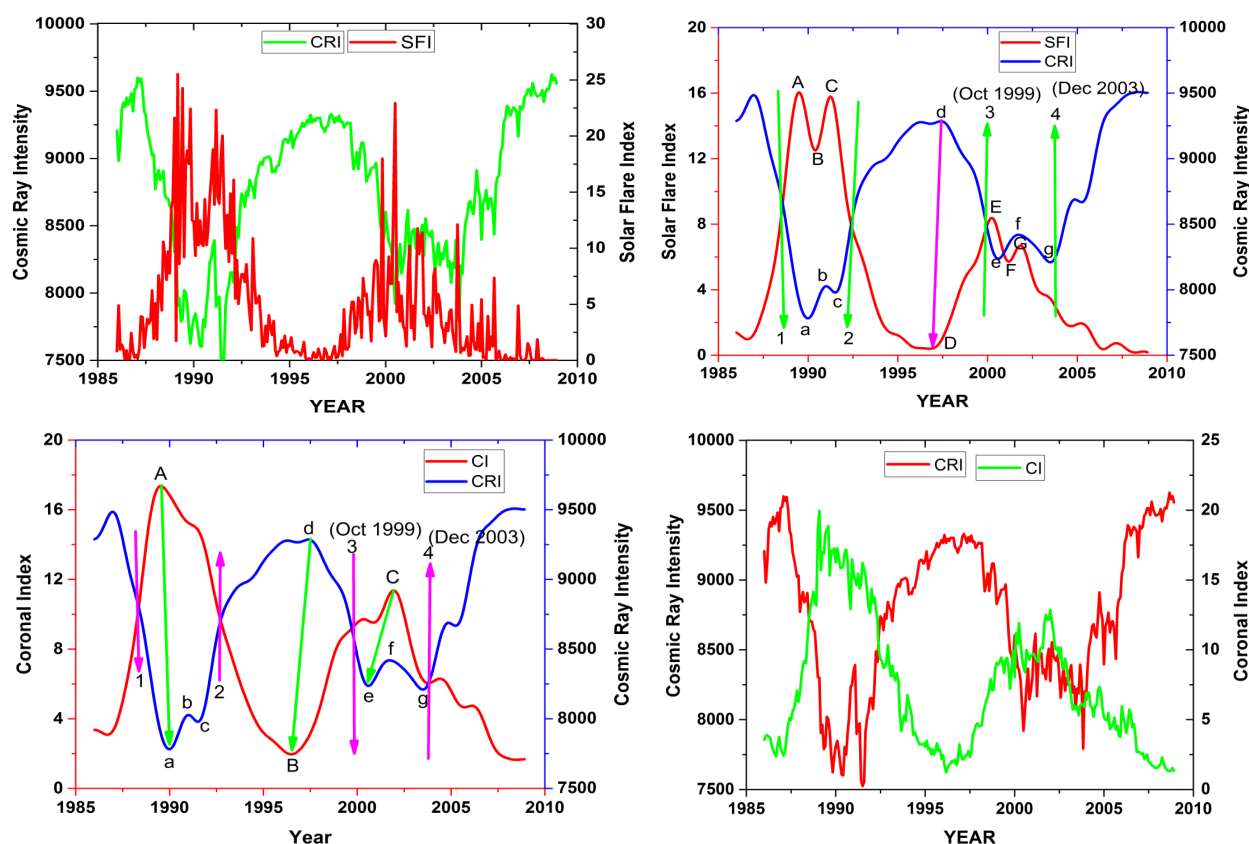 CRI SFI
10000
9500
9000
8500
8000
7500
Cosmic Ray Intensity
30
25
20
15
10
5
0
Solar Flare Index
1985 1990 1995 2000 2005 2010
YEAR
SFI
CRI
20
16
12
8
4
0
Solar Flare Index
10000
9500
9000
8500
8000
7500
Cosmic Ray Intensity
A C
B
d
(Oct 1999)
3
(Dec 2003)
4
E
f
G
e
F
g
b
c
a
1
2
D
1985 1990 1995 2000 2005 2010
YEAR
CI
CRI
20
16
12
8
4
0
Coronal Index
10000
9500
9000
8500
8000
7500
Cosmic Ray Intensity
A
d
(Oct 1999)
3
(Dec 2003)
4
C
f
e
g
1
2
b
c
a
B
1985 1990 1995 2000 2005 2010
Year
CRI CI
10000
9500
9000
8500
8000
7500
Cosmic Ray Intensity
25
20
15
10
5
0
Coronal Index
1985 1990 1995 2000 2005 2010
YEAR